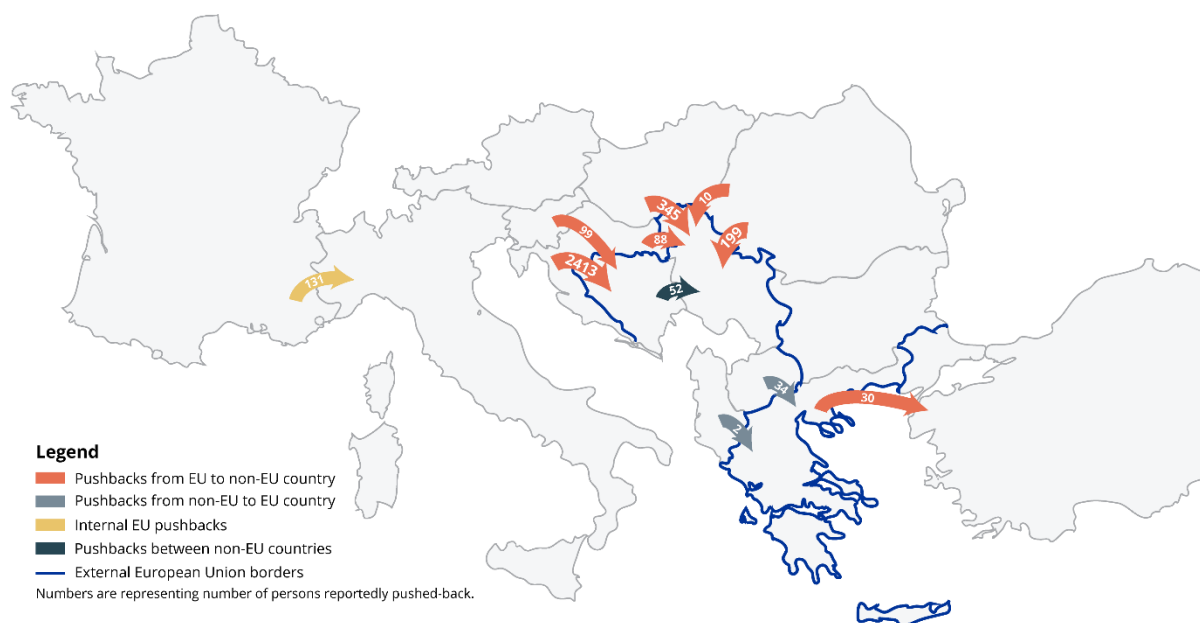 10
345
99
88
199
2413
131
52
34
30
2
Legend
Pushbacks from EU to non-EU country
Pushbacks from non-EU to EU country
Internal EU pushbacks
Pushbacks between non-EU countries
External European Union borders
Numbers are representing number of persons reportedly pushed-back.